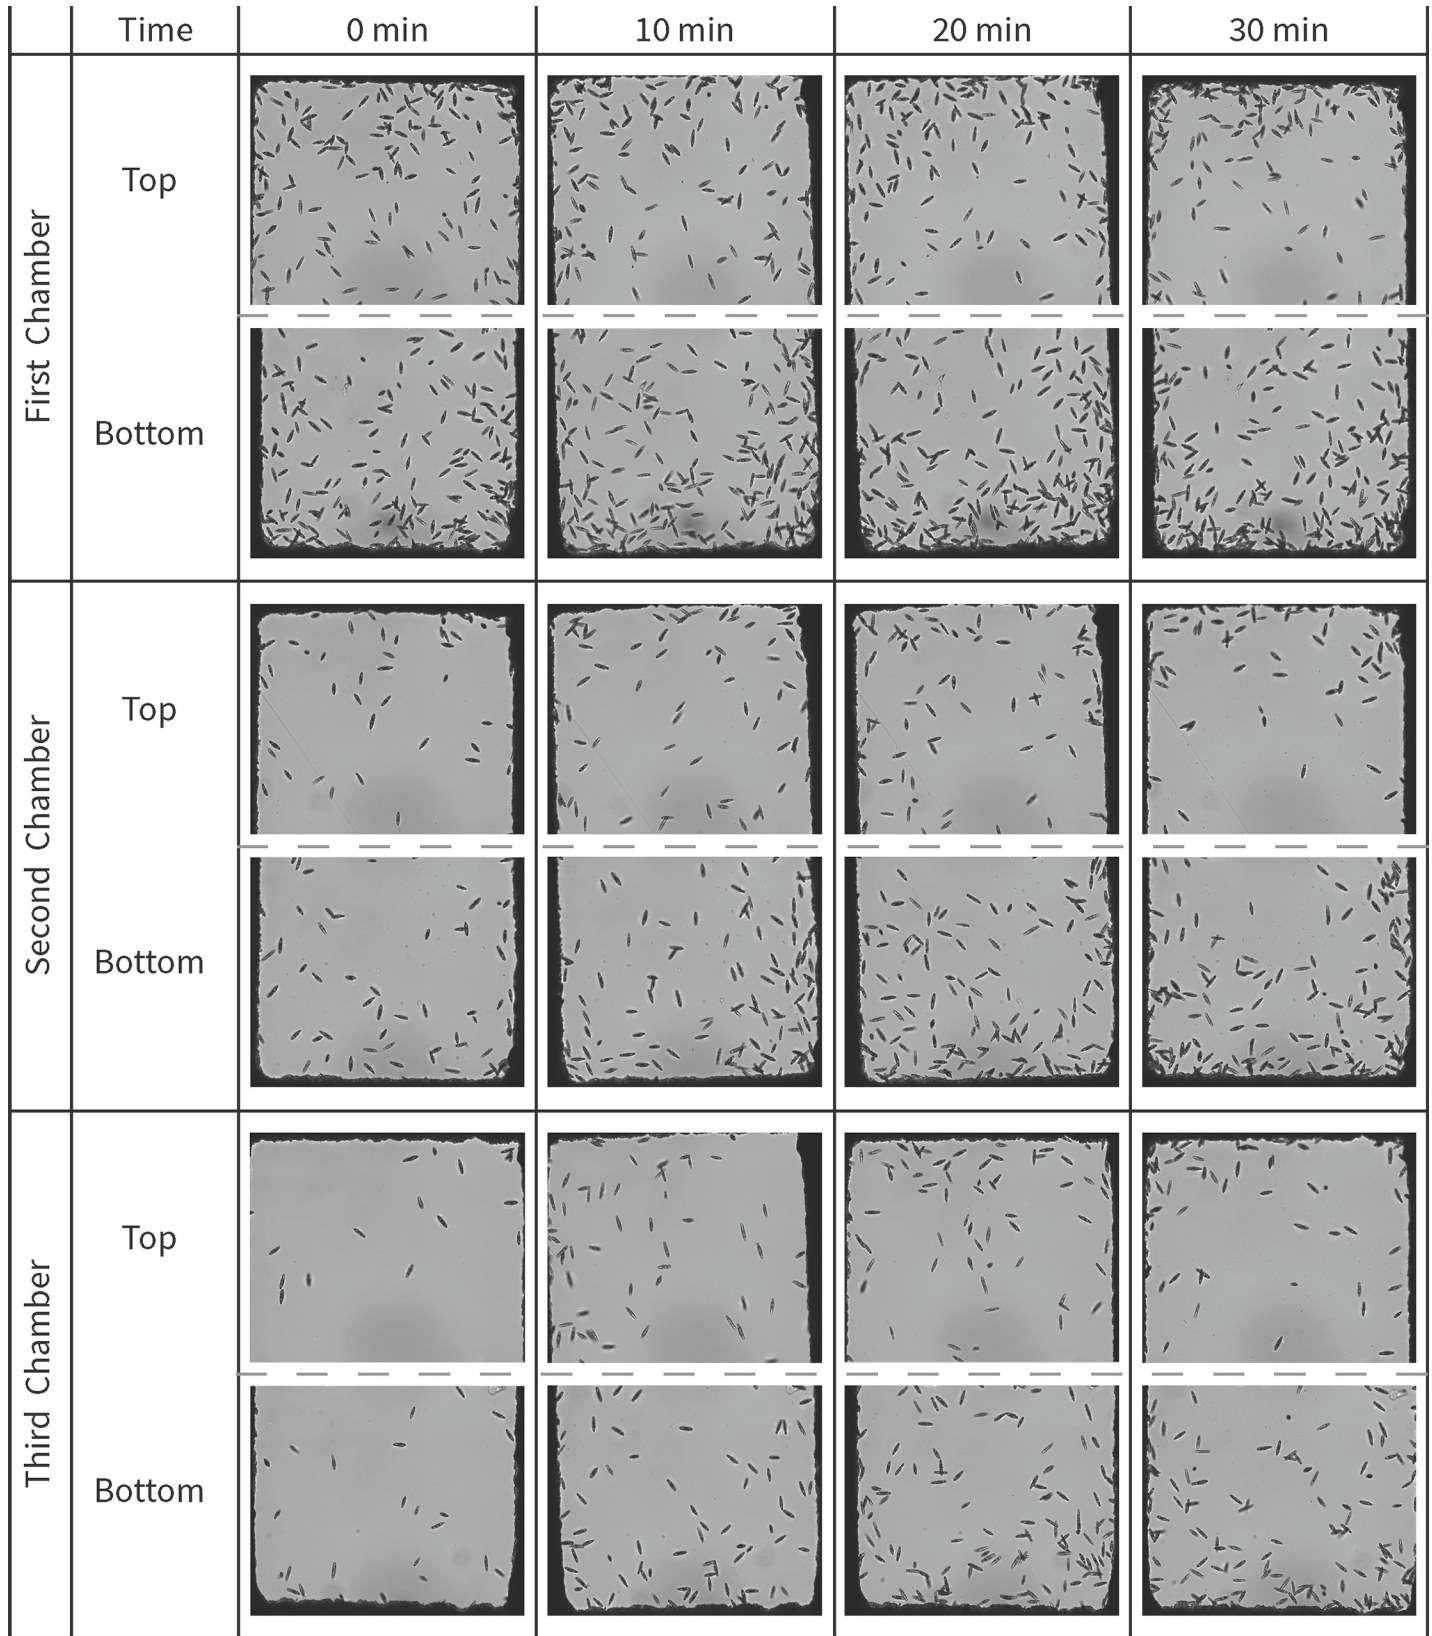 Time 0 min 10 min 20 min 30 min
First Chamber
Top
Bottom
Second Chamber
Top
Bottom
Third Chamber
Top
Bottom